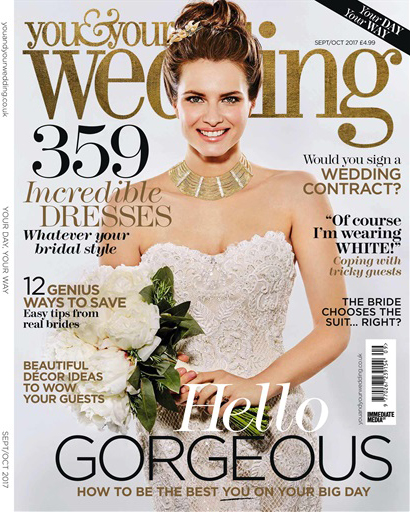 youandyourwedding.co.uk
YOUR DAY, YOUR WAY
SEPT/OCT 2017
you&your
wedding
Your DAY
Your WAY
SEPT/OCT 2017 £4.99
359
Incredible
DRESSES
Whatever your
bridal style
Would you sign a
WEDDING
CONTRACT?
"Of course
I'm wearing
WHITE!"
Coping with
tricky guests
12 GENIUS
WAYS TO SAVE
Easy tips from
real brides
THE BRIDE
CHOOSES THE
SUIT... RIGHT?
BEAUTIFUL
DÉCOR IDEAS
TO WOW
YOUR GUESTS
youandyourwedding.co.uk
09>
IMMEDIATE
MEDIA
Hello
GORGEOUS
HOW TO BE THE BEST YOU ON YOUR BIG DAY